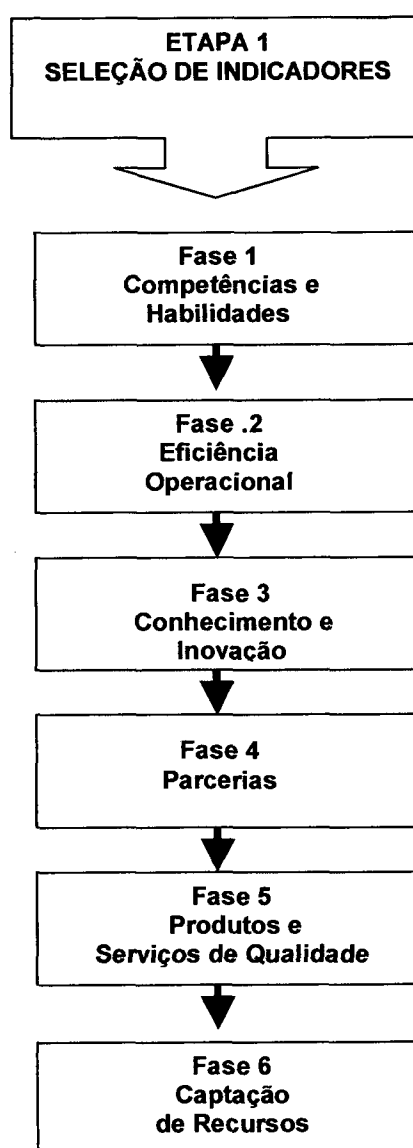 ETAPA 1
SELEÇÃO DE INDICADORES
Fase 1
Competências e
Habilidades
Fase .2
Eficiência
Operacional
Fase 3
Conhecimento e
Inovação
Fase 4
Parcerias
Fase 5
Produtos e
Serviços de Qualidade
Fase 6
Captação
de Recursos